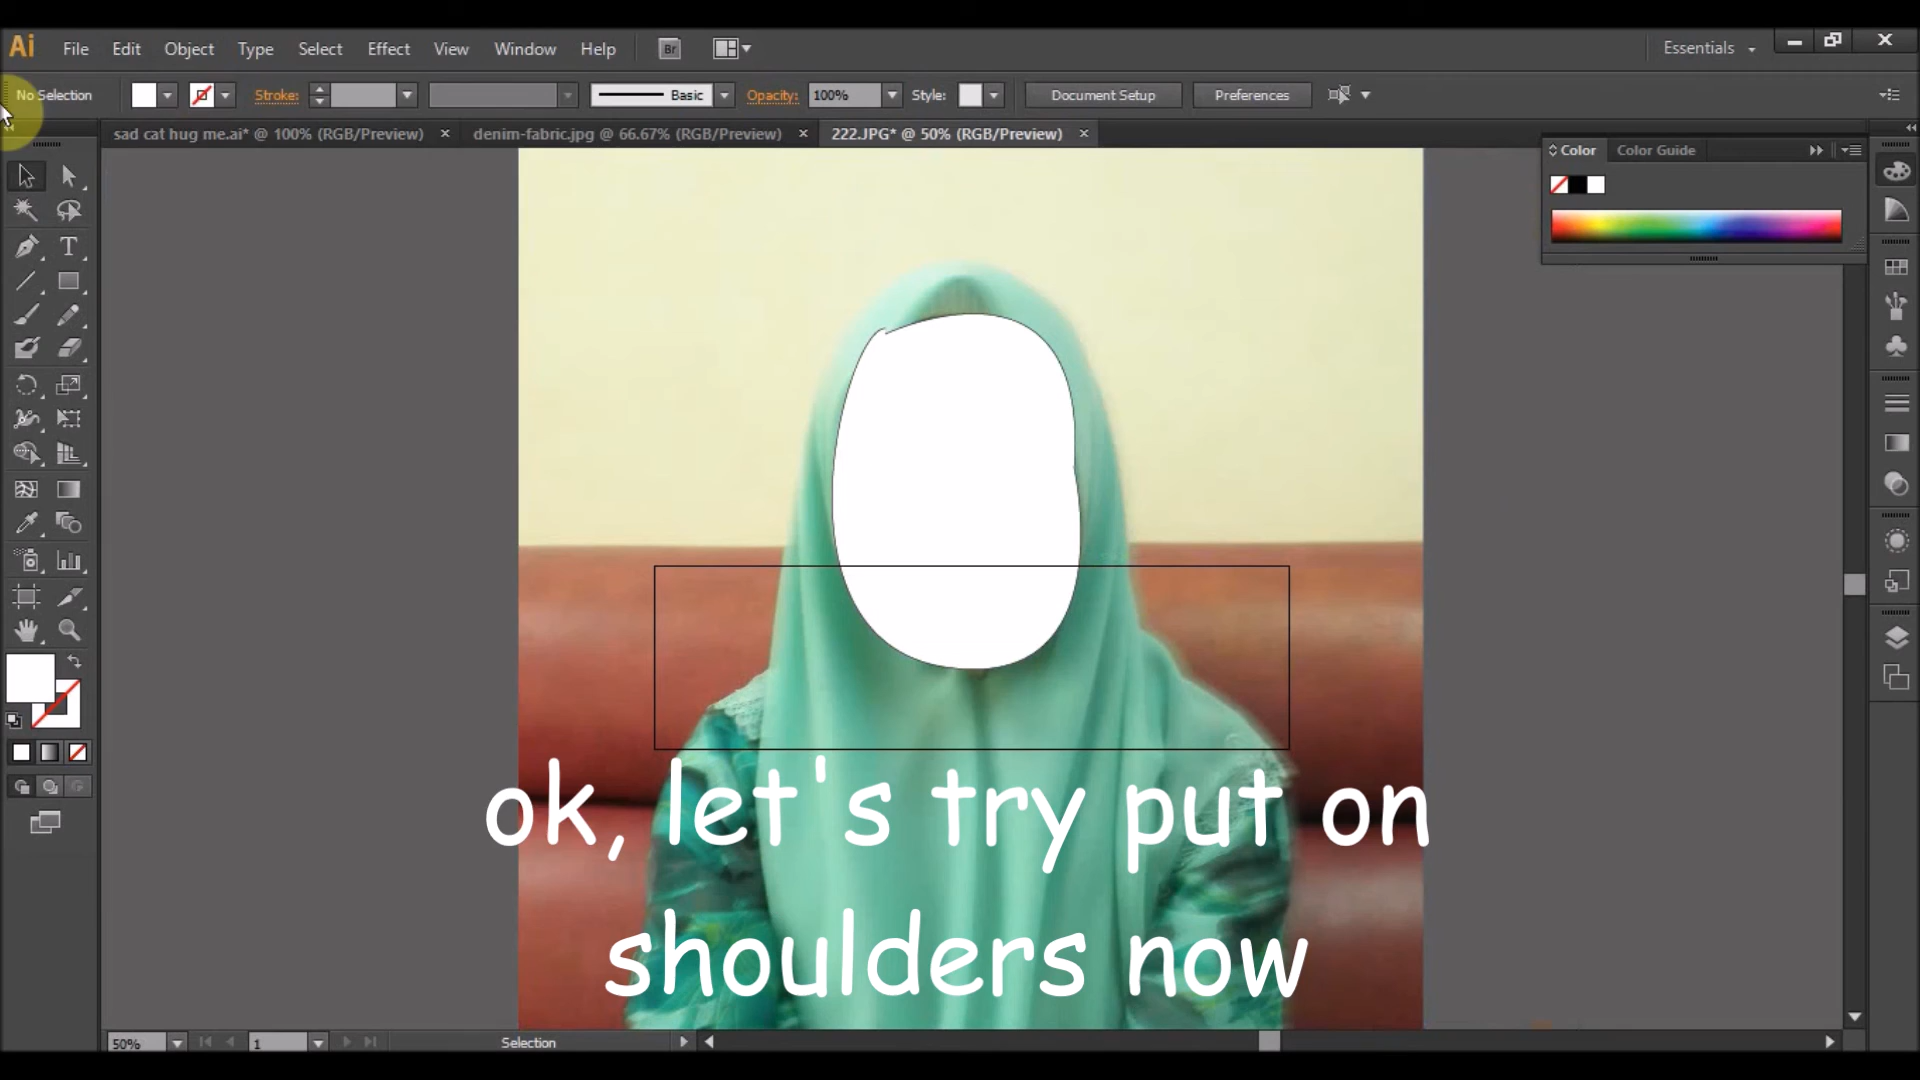 Ai File Edit Object Type Select Effect View Window Help Br Essentials
No Selection Stroke: Basic Opacity: 100% Style: Document Setup Preferences
sad cat hug me.ai* @ 100% (RGB/Preview) denim-fabric.jpg @ 66.67% (RGB/Preview) 222.JPG* @ 50% (RGB/Preview)
Color Color Guide
ok, let's try put on
shoulders now
50% 1 Selection